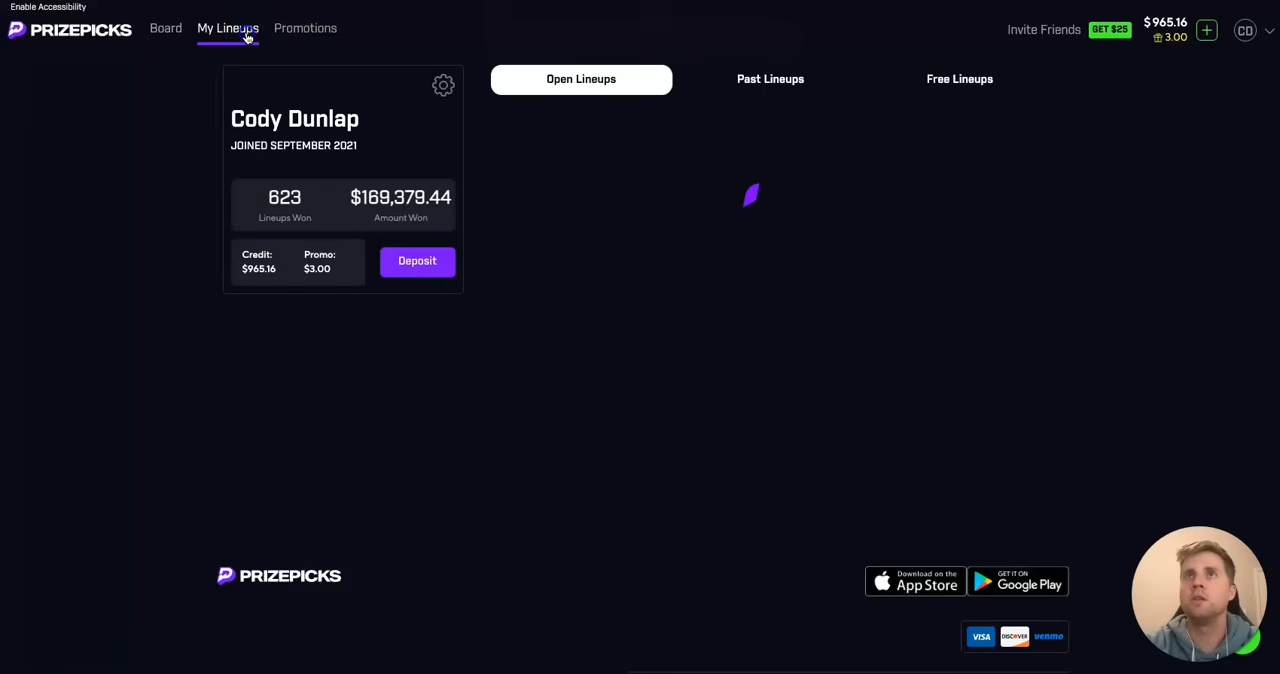 Enable Accessibility
PRIZEPICKS
Board
My Lineups
Promotions
Invite Friends
GET $25
$965.16
3.00
CD
Cody Dunlap
JOINED SEPTEMBER 2021
623
Lineups Won
$169,379.44
Amount Won
Credit:
$965.16
Promo:
$3.00
Deposit
Open Lineups
Past Lineups
Free Lineups
PRIZEPICKS
Download on the
App Store
GET IT ON
Google Play
VISA
DISCOVER
venmo